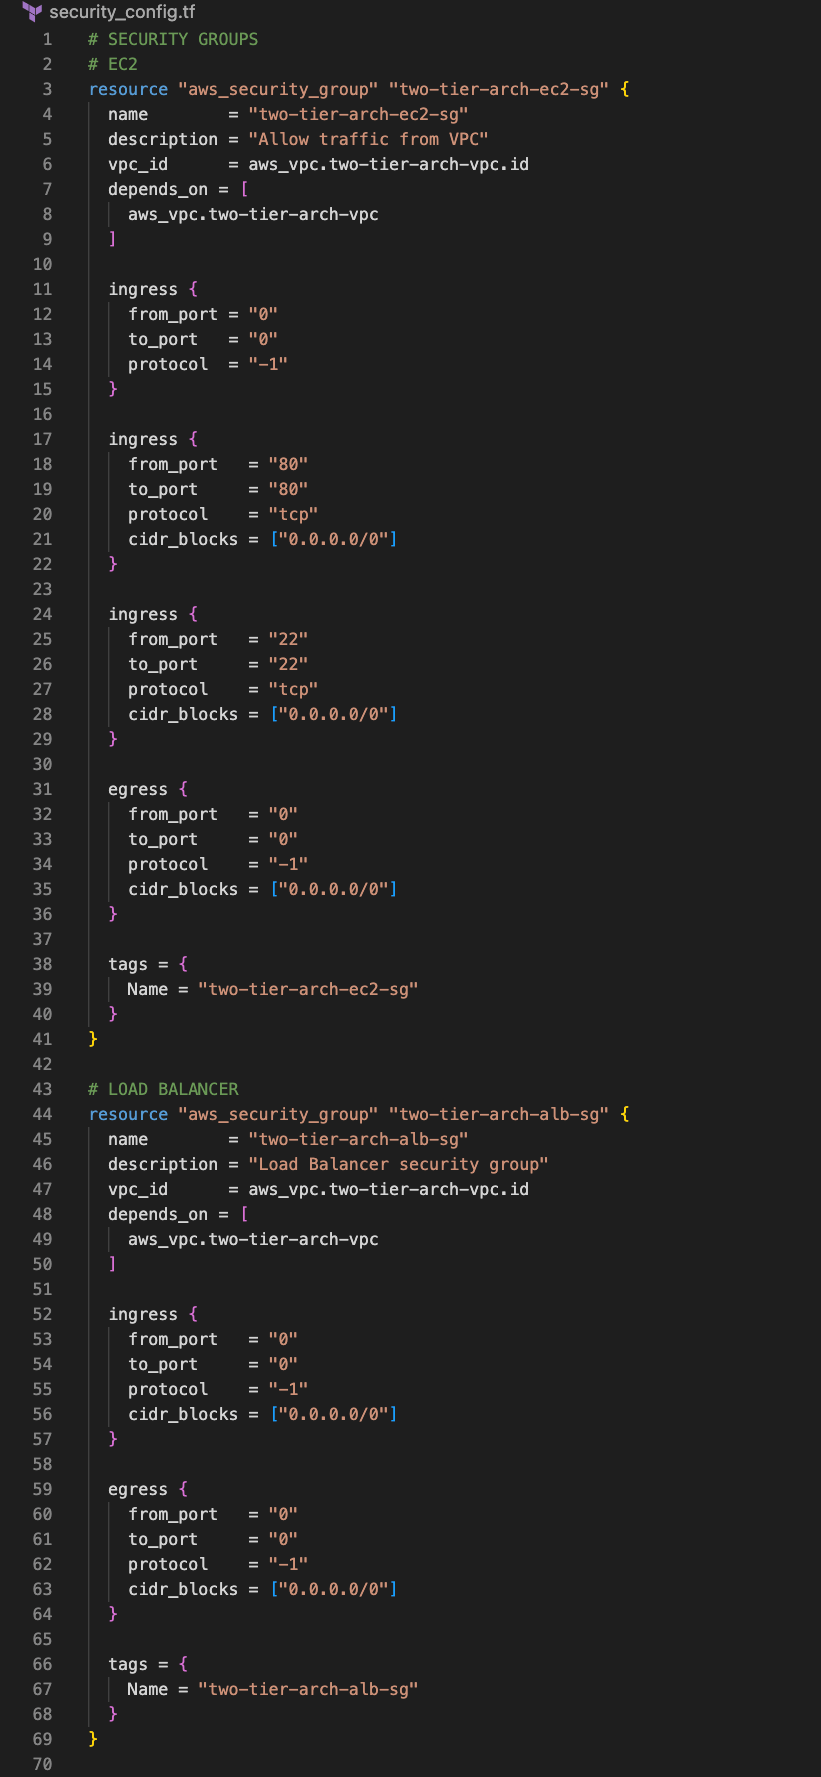 security_config.tf
1 # SECURITY GROUPS
2 # EC2
3 resource "aws_security_group" "two-tier-arch-ec2-sg" {
4   name        = "two-tier-arch-ec2-sg"
5   description = "Allow traffic from VPC"
6   vpc_id      = aws_vpc.two-tier-arch-vpc.id
7   depends_on = [
8     aws_vpc.two-tier-arch-vpc
9   ]
10
11   ingress {
12     from_port = "0"
13     to_port   = "0"
14     protocol  = "-1"
15   }
16
17   ingress {
18     from_port   = "80"
19     to_port     = "80"
20     protocol    = "tcp"
21     cidr_blocks = ["0.0.0.0/0"]
22   }
23
24   ingress {
25     from_port   = "22"
26     to_port     = "22"
27     protocol    = "tcp"
28     cidr_blocks = ["0.0.0.0/0"]
29   }
30
31   egress {
32     from_port   = "0"
33     to_port     = "0"
34     protocol    = "-1"
35     cidr_blocks = ["0.0.0.0/0"]
36   }
37
38   tags = {
39     Name = "two-tier-arch-ec2-sg"
40   }
41 }
42
43 # LOAD BALANCER
44 resource "aws_security_group" "two-tier-arch-alb-sg" {
45   name        = "two-tier-arch-alb-sg"
46   description = "Load Balancer security group"
47   vpc_id      = aws_vpc.two-tier-arch-vpc.id
48   depends_on = [
49     aws_vpc.two-tier-arch-vpc
50   ]
51
52   ingress {
53     from_port   = "0"
54     to_port     = "0"
55     protocol    = "-1"
56     cidr_blocks = ["0.0.0.0/0"]
57   }
58
59   egress {
60     from_port   = "0"
61     to_port     = "0"
62     protocol    = "-1"
63     cidr_blocks = ["0.0.0.0/0"]
64   }
65
66   tags = {
67     Name = "two-tier-arch-alb-sg"
68   }
69 }
70